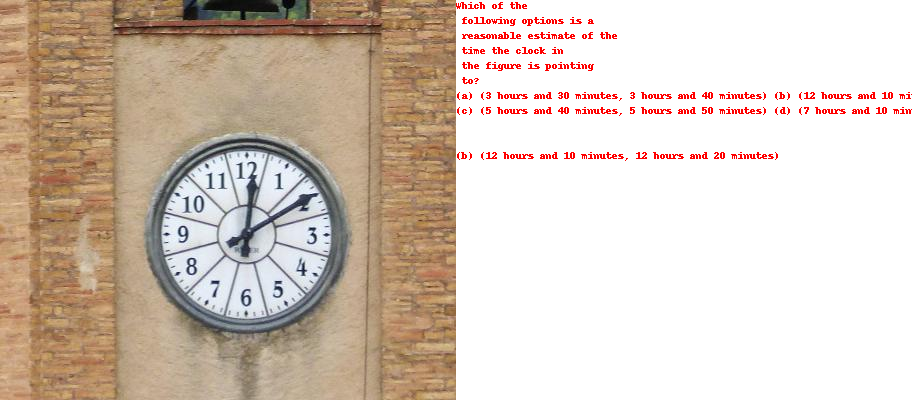 Which of the
following options is a
reasonable estimate of the
time the clock in
the figure is pointing
to?
(a) (3 hours and 30 minutes, 3 hours and 40 minutes) (b) (12 hours and 10 mi
(c) (5 hours and 40 minutes, 5 hours and 50 minutes) (d) (7 hours and 10 min
(b) (12 hours and 10 minutes, 12 hours and 20 minutes)
12
11 1
10 2
9 3
8 4
7 5
6